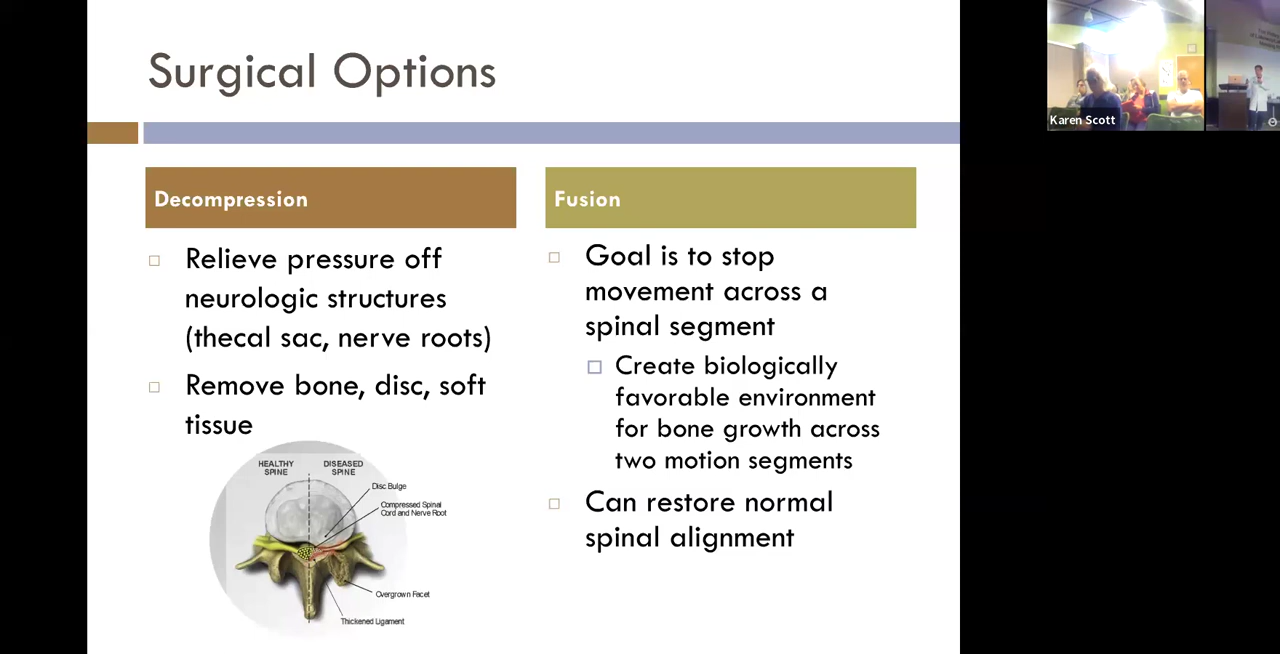 Surgical Options
Decompression
Relieve pressure off
neurologic structures
(thecal sac, nerve roots)
Remove bone, disc, soft
tissue
HEALTHY
SPINE
DISEASED
SPINE
Disc Bulge
Compressed Spinal
Cord and Nerve Root
Overgrown Facet
Thickened Ligament
Fusion
Goal is to stop
movement across a
spinal segment
Create biologically
favorable environment
for bone growth across
two motion segments
Can restore normal
spinal alignment
Karen Scott